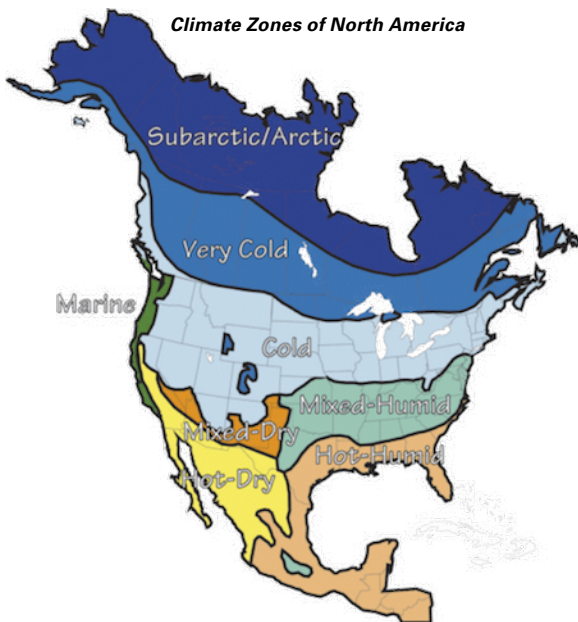 Climate Zones of North America
Subarctic/Arctic
Very Cold
Marine
Cold
Mixed-Humid
Mixed-Dry
Hot-Humid
Hot-Dry